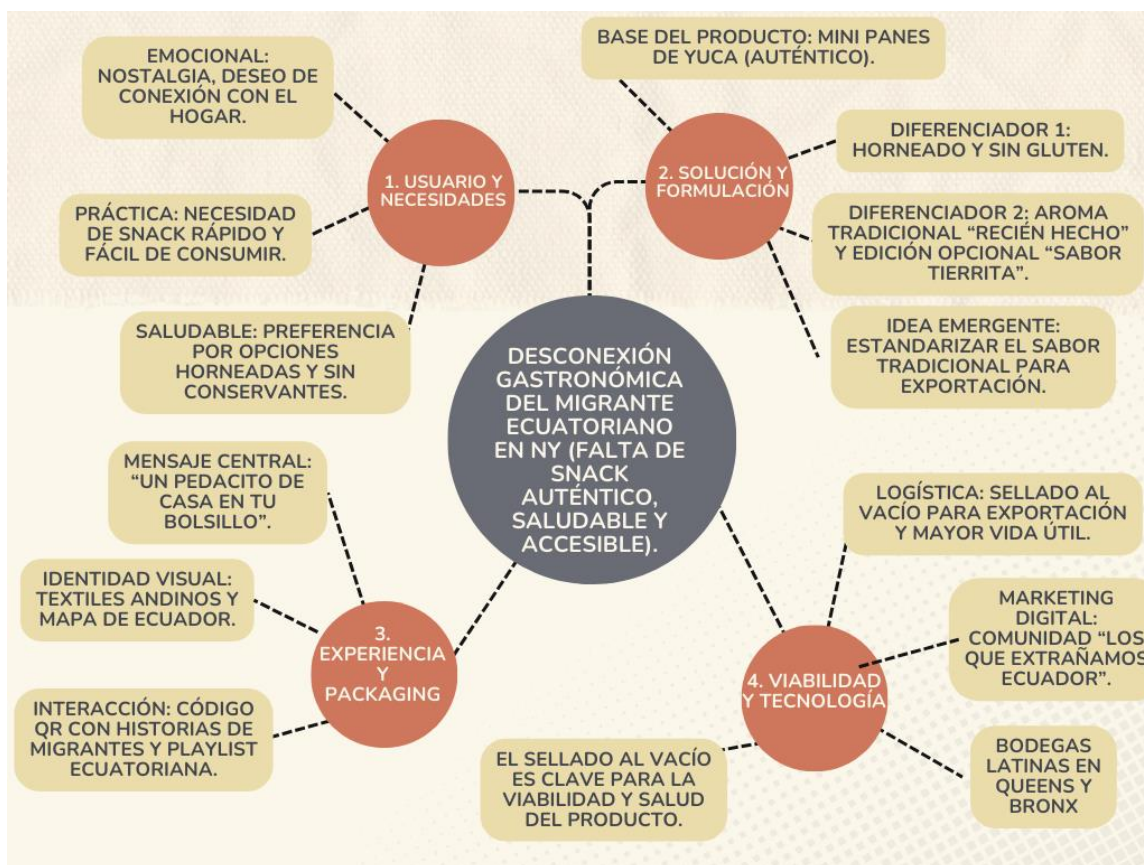 EMOCIONAL:
NOSTALGIA, DESEO DE
CONEXIÓN CON EL
HOGAR.
1. USUARIO Y
NECESIDADES
PRÁCTICA: NECESIDAD
DE SNACK RÁPIDO Y
FÁCIL DE CONSUMIR.
SALUDABLE: PREFERENCIA
POR OPCIONES
HORNEADAS Y SIN
CONSERVANTES.
BASE DEL PRODUCTO: MINI PANES
DE YUCA (AUTÉNTICO).
2. SOLUCIÓN Y
FORMULACIÓN
DIFERENCIADOR 1:
HORNEADO Y SIN GLUTEN.
DIFERENCIADOR 2: AROMA
TRADICIONAL “RECIÉN HECHO”
Y EDICIÓN OPCIONAL “SABOR
TIERRITA”.
IDEA EMERGENTE:
ESTANDARIZAR EL SABOR
TRADICIONAL PARA
EXPORTACIÓN.
DESCONEXIÓN
GASTRONÓMICA
DEL MIGRANTE
ECUATORIANO
EN NY (FALTA DE
SNACK
AUTÉNTICO,
SALUDABLE Y
ACCESIBLE).
MENSAJE CENTRAL:
“UN PEDACITO DE
CASA EN TU
BOLSILLO”.
IDENTIDAD VISUAL:
TEXTILES ANDINOS Y
MAPA DE ECUADOR.
3.
EXPERIENCIA
Y
PACKAGING
INTERACCIÓN: CÓDIGO
QR CON HISTORIAS DE
MIGRANTES Y PLAYLIST
ECUATORIANA.
LOGÍSTICA: SELLADO AL
VACÍO PARA EXPORTACIÓN
Y MAYOR VIDA ÚTIL.
MARKETING
DIGITAL:
COMUNIDAD “LOS
QUE EXTRAÑAMOS
ECUADOR”.
4. VIABILIDAD
Y TECNOLOGÍA
EL SELLADO AL VACÍO
ES CLAVE PARA LA
VIABILIDAD Y SALUD
DEL PRODUCTO.
BODEGAS
LATINAS EN
QUEENS Y
BRONX